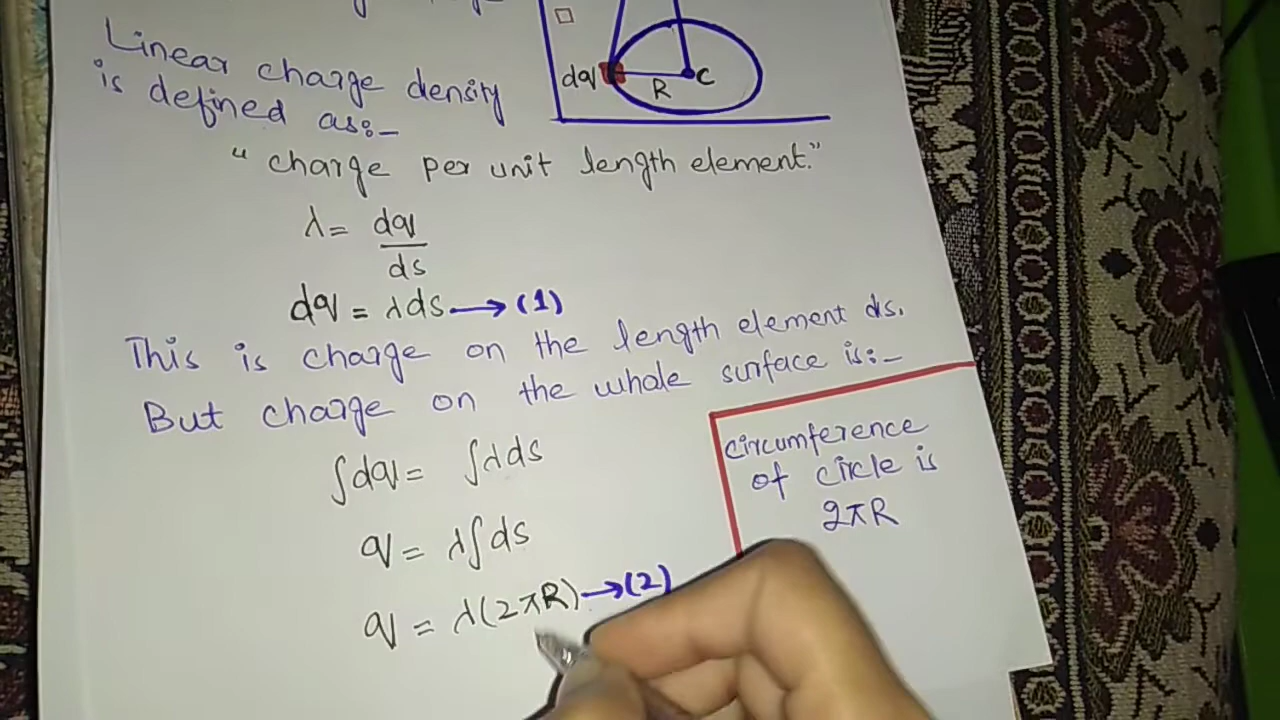 Linear charge density
is defined as:-
dq
R
C
"charge per unit length element."
λ = dq/ds
dq = λds → (1)
This is charge on the length element ds.
But charge on the whole surface is:-
∫dq = ∫λds
q = λ∫ds
q = λ(2πR) → (2)
circumference
of circle is
2πR